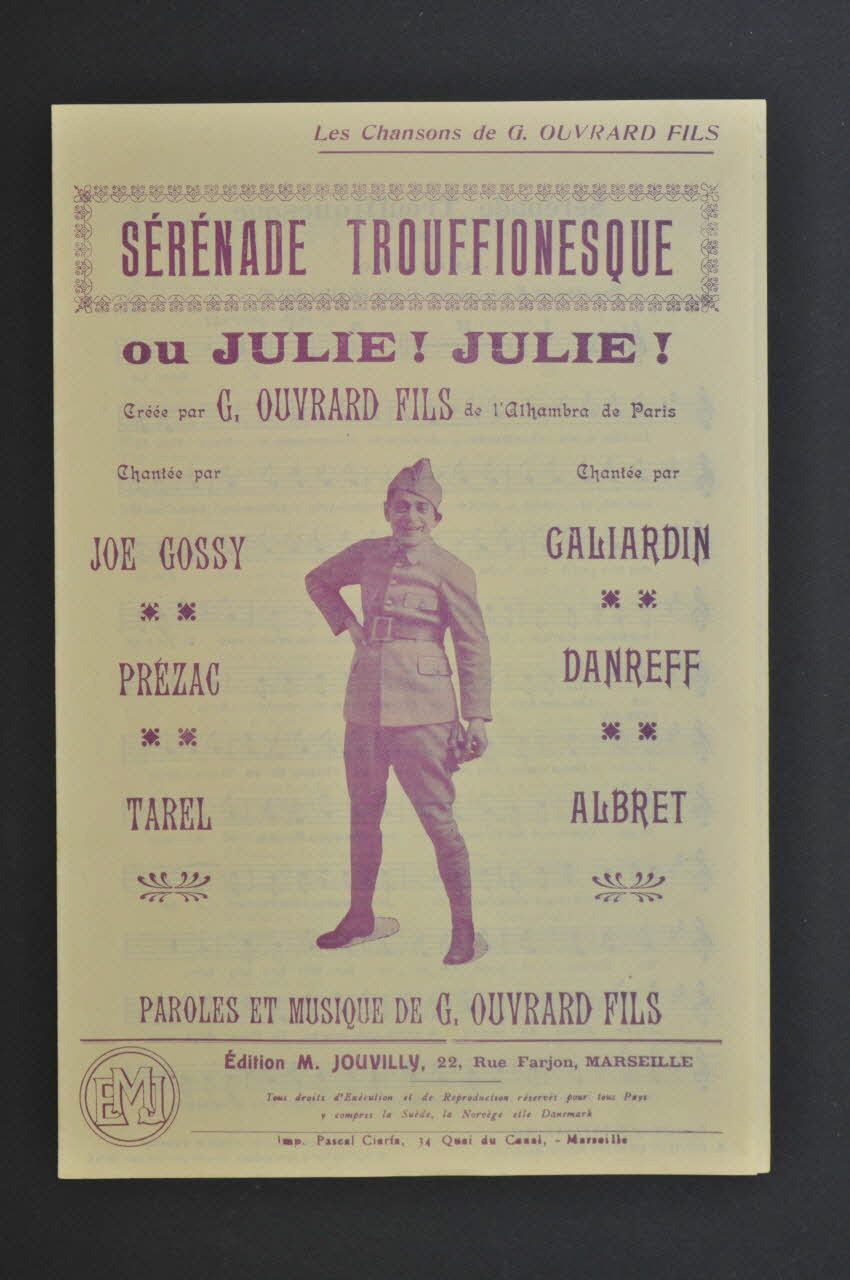 Les Chansons de G. OUVRARD FILS
SÉRÉNADE TROUFFIONESQUE
ou JULIE ! JULIE !
Créée par G. OUVRARD FILS de l'Alhambra de Paris
Chantée par
JOE GOSSY
PRÉZAC
TAREL
Chantée par
GALIARDIN
DANREFF
ALBRET
PAROLES ET MUSIQUE DE G. OUVRARD FILS
EMJ
Édition M. JOUVILLY, 22, Rue Farjon, MARSEILLE
Tous droits d'Exécution et de Reproduction réservés pour tous Pays
y compris la Suède, la Norvège etle Danemark
Imp. Pascal Ciarfa, 34 Quai du Canal, - Marseille